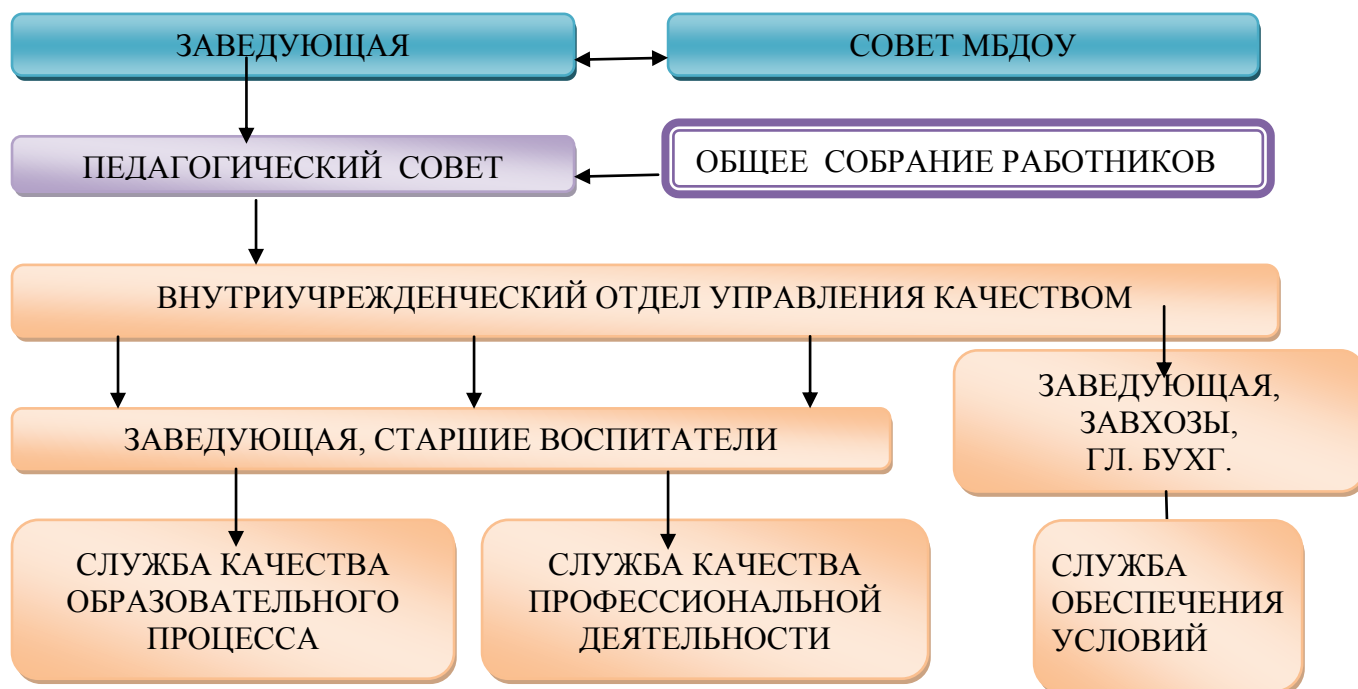 ЗАВЕДУЮЩАЯ
СОВЕТ МБДОУ
ПЕДАГОГИЧЕСКИЙ СОВЕТ
ОБЩЕЕ СОБРАНИЕ РАБОТНИКОВ
ВНУТРИУЧРЕЖДЕНЧЕСКИЙ ОТДЕЛ УПРАВЛЕНИЯ КАЧЕСТВОМ
ЗАВЕДУЮЩАЯ, СТАРШИЕ ВОСПИТАТЕЛИ
ЗАВЕДУЮЩАЯ,
ЗАВХОЗЫ,
ГЛ. БУХГ.
СЛУЖБА КАЧЕСТВА
ОБРАЗОВАТЕЛЬНОГО
ПРОЦЕССА
СЛУЖБА КАЧЕСТВА
ПРОФЕССИОНАЛЬНОЙ
ДЕЯТЕЛЬНОСТИ
СЛУЖБА
ОБЕСПЕЧЕНИЯ
УСЛОВИЙ